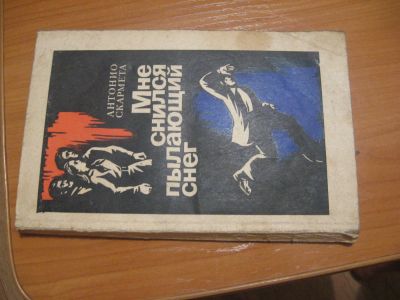 АНТОНИО
СКАРМЕТА
Мне
снился
пылающий
снег